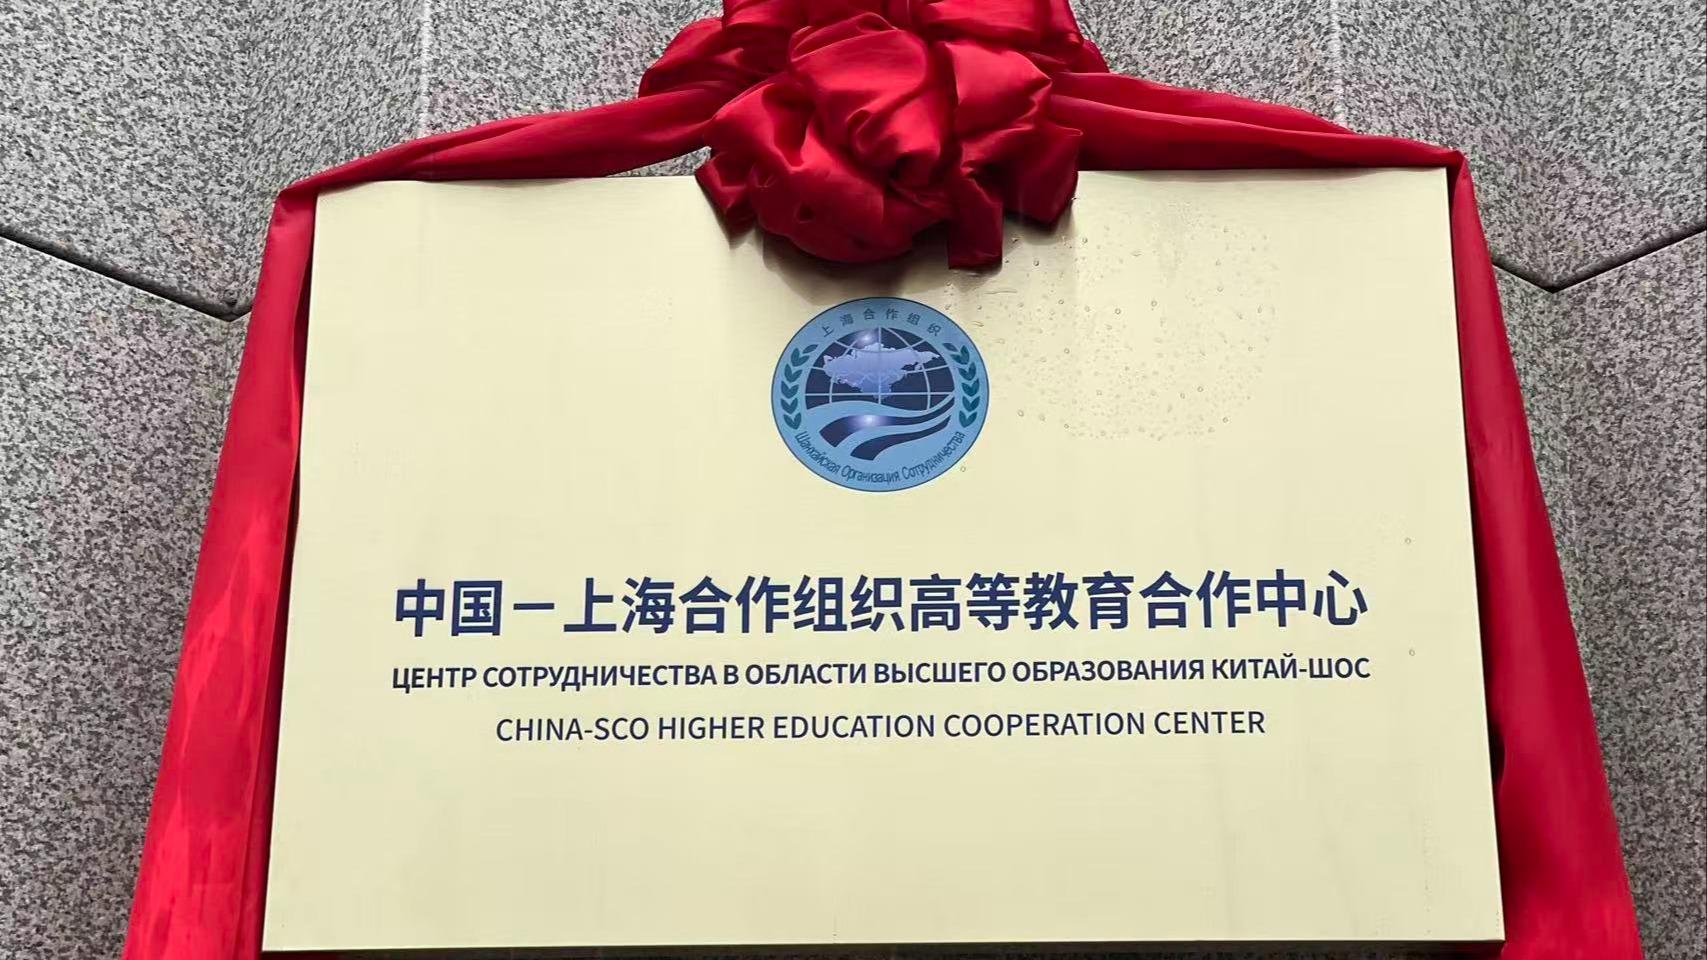 上海合作组织
Шанхайская Организация Сотрудничества
中国－上海合作组织高等教育合作中心
ЦЕНТР СОТРУДНИЧЕСТВА В ОБЛАСТИ ВЫСШЕГО ОБРАЗОВАНИЯ КИТАЙ-ШОС
CHINA-SCO HIGHER EDUCATION COOPERATION CENTER